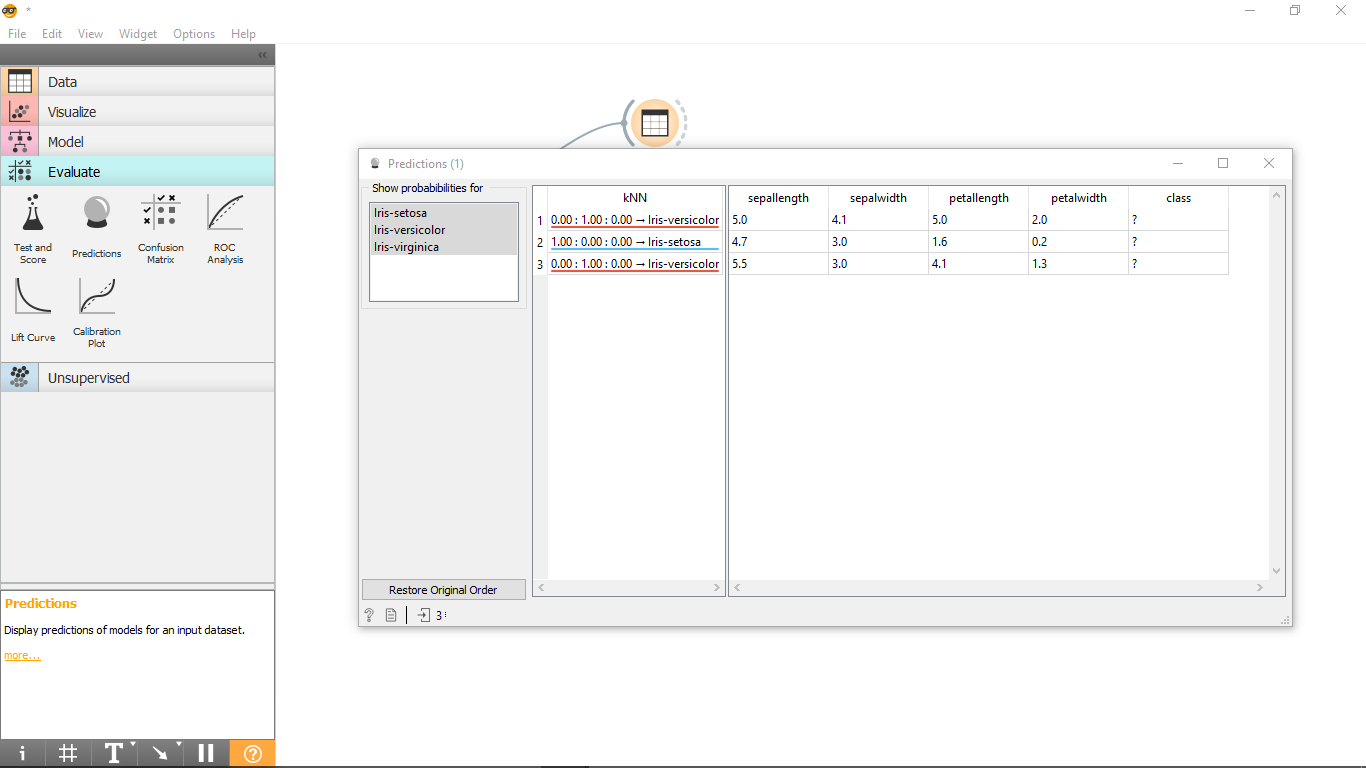 *
File Edit View Widget Options Help
«
Data
Visualize
Model
Evaluate
Test and Score
Predictions
Confusion Matrix
ROC Analysis
Lift Curve
Calibration Plot
Unsupervised
Predictions
Display predictions of models for an input dataset.
more...
Predictions (1)
Show probabibilities for
Iris-setosa
Iris-versicolor
Iris-virginica
Restore Original Order
? 3
kNN sepallength sepalwidth petallength petalwidth class
1 0.00 : 1.00 : 0.00 → Iris-versicolor 5.0 4.1 5.0 2.0 ?
2 1.00 : 0.00 : 0.00 → Iris-setosa 4.7 3.0 1.6 0.2 ?
3 0.00 : 1.00 : 0.00 → Iris-versicolor 5.5 3.0 4.1 1.3 ?
i # T ?